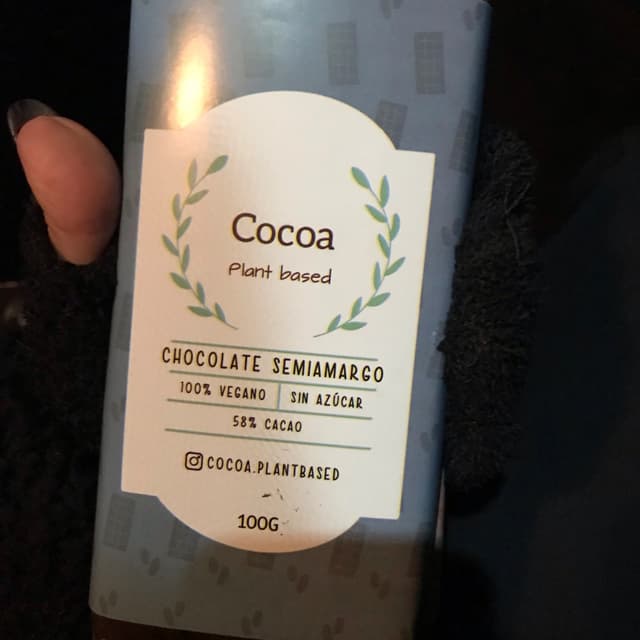 Cocoa
Plant based
CHOCOLATE SEMIAMARGO
100% VEGANO SIN AZÚCAR
58% CACAO
COCOA.PLANTBASED
100G